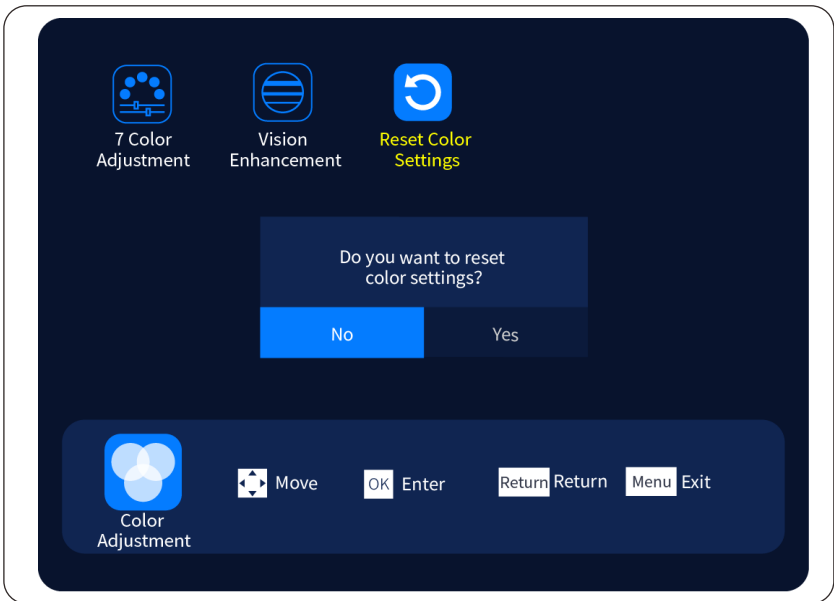 7 Color
Adjustment
Vision
Enhancement
Reset Color
Settings
Do you want to reset
color settings?
No Yes
Color
Adjustment
Move OK Enter Return Return Menu Exit